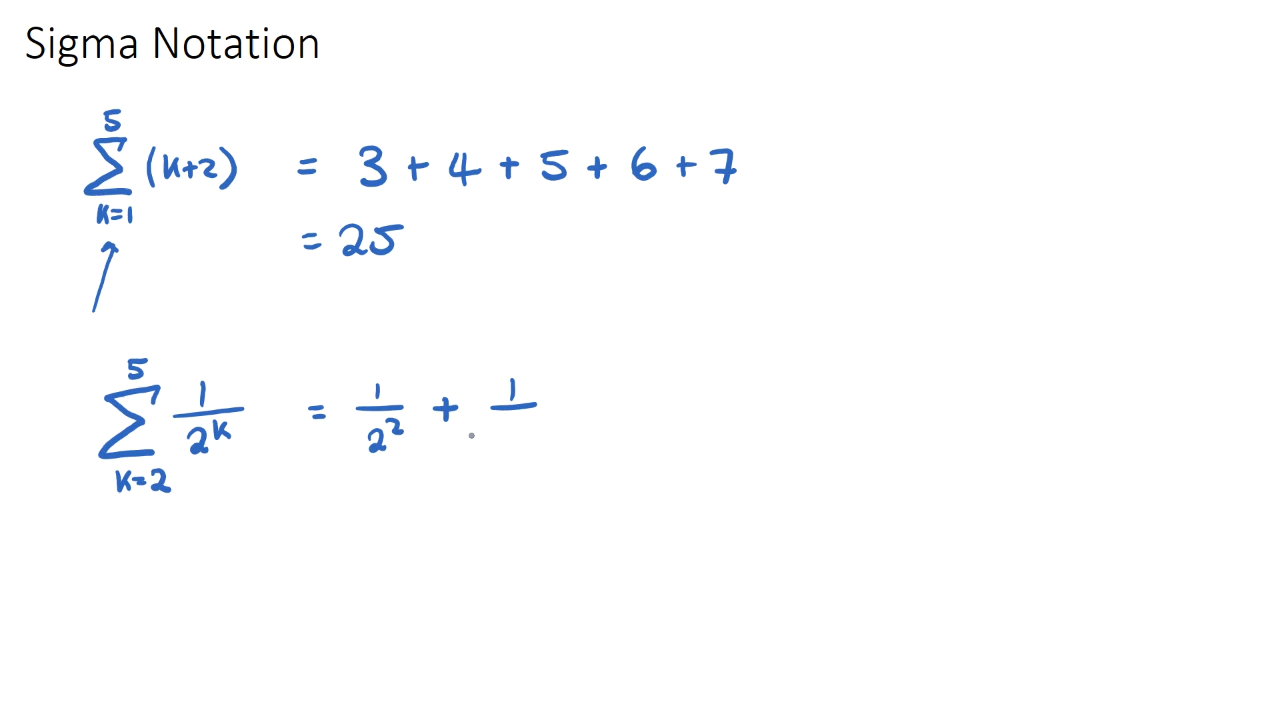 Sigma Notation
5
∑ (k+2) = 3 + 4 + 5 + 6 + 7
k=1
= 25
5
∑ 1/2^k = 1/2^2 + 1/
k=2